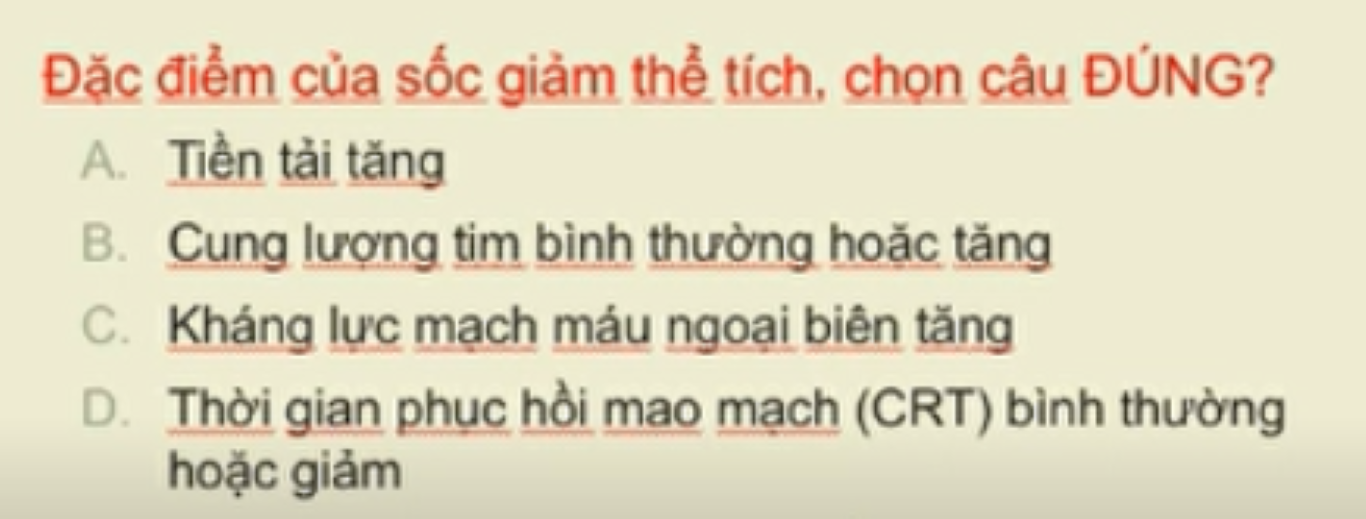 Đặc điểm của sốc giảm thể tích, chọn câu ĐÚNG?
A. Tiền tải tăng
B. Cung lượng tim bình thường hoặc tăng
C. Kháng lực mạch máu ngoại biên tăng
D. Thời gian phục hồi mao mạch (CRT) bình thường
hoặc giảm